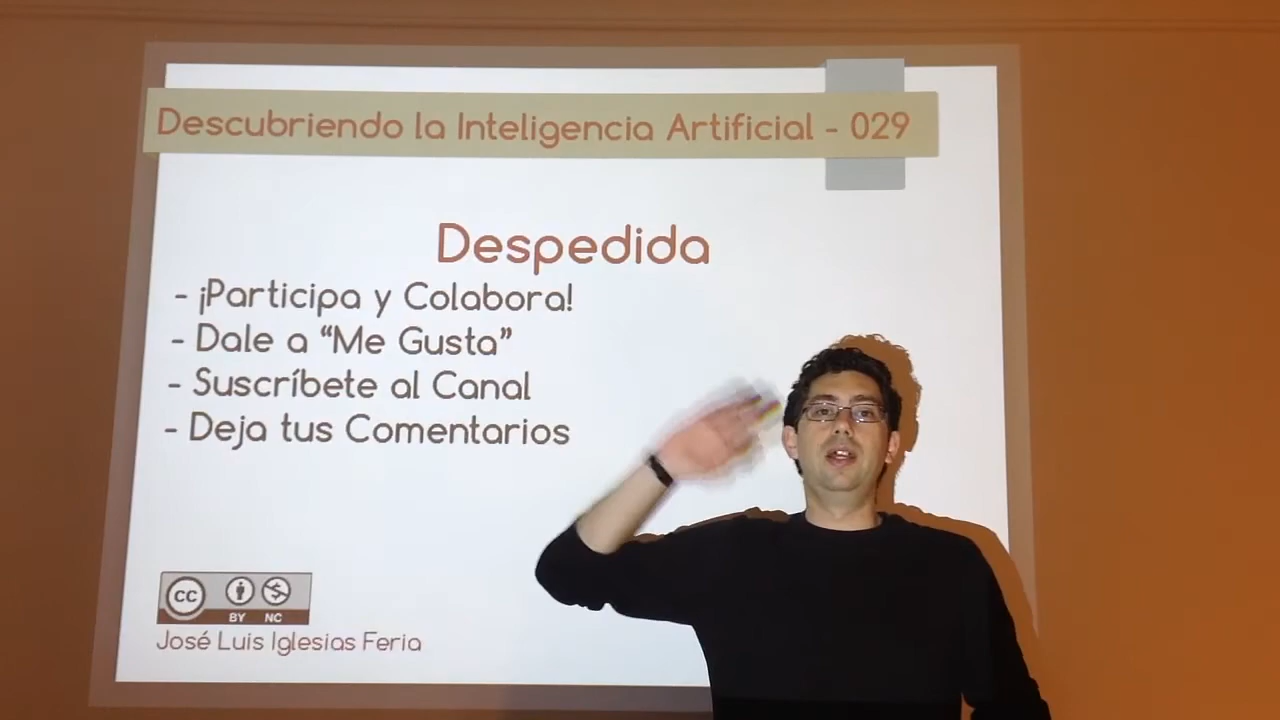 Descubriendo la Inteligencia Artificial - 029
Despedida
- ¡Participa y Colabora!
- Dale a “Me Gusta”
- Suscríbete al Canal
- Deja tus Comentarios
cc
BY NC
José Luis Iglesias Feria